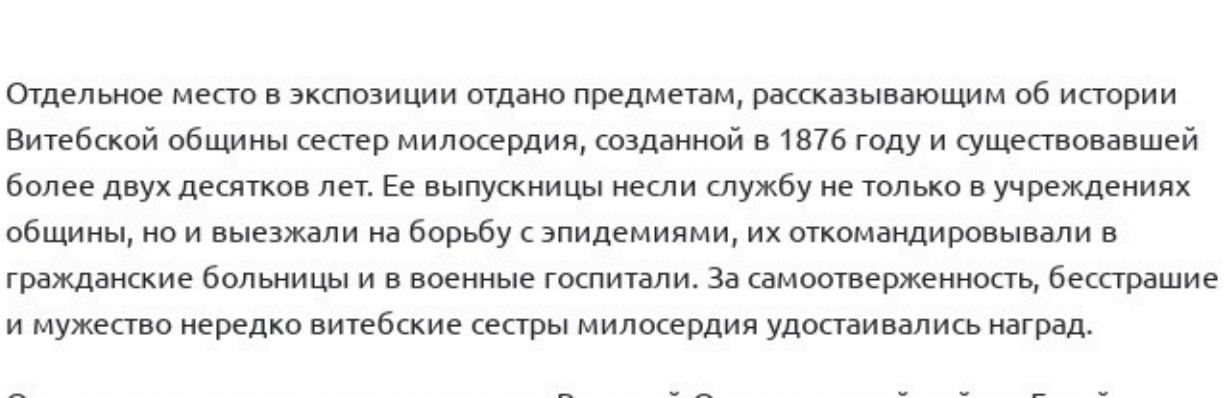 Отдельное место в экспозиции отдано предметам, рассказывающим об истории
Витебской общины сестер милосердия, созданной в 1876 году и существовавшей
более двух десятков лет. Ее выпускницы несли службу не только в учреждениях
общины, но и выезжали на борьбу с эпидемиями, их откомандировывали в
гражданские больницы и в военные госпитали. За самоотверженность, бесстрашие
и мужество нередко витебские сестры милосердия удостаивались наград.